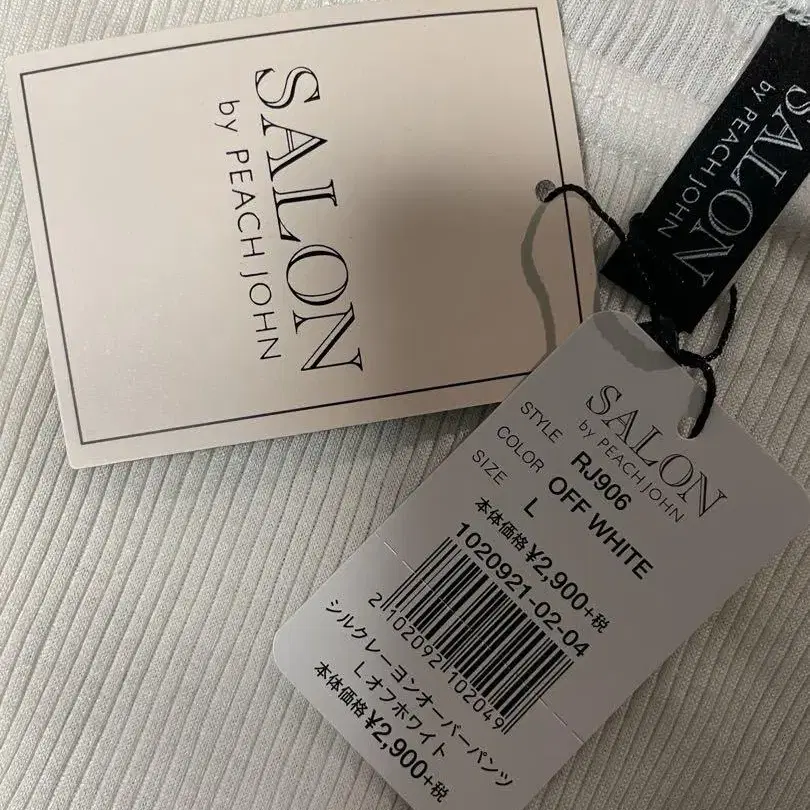 SALON
by PEACH JOHN
SALON
by PEACH JOHN
SALON
by PEACH JOHN
STYLE RJ906
COLOR OFF WHITE
SIZE L
本体価格 ¥2,900+税
1020921-02-04
2102092102049
シルクレーヨンオーバーパンツ
L オフホワイト
本体価格¥2,900+税